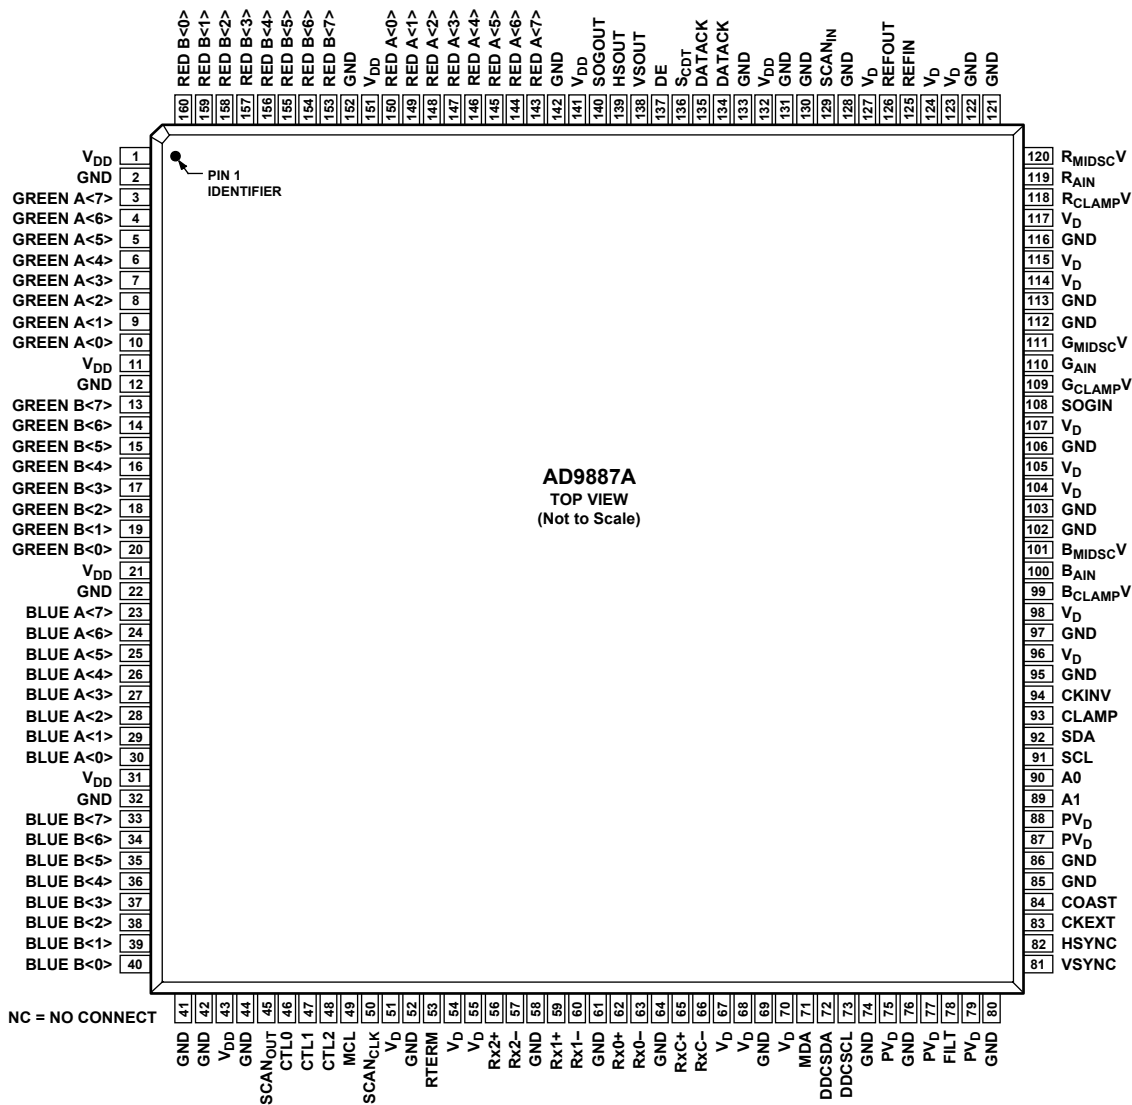 160 RED B<0>
159 RED B<1>
158 RED B<2>
157 RED B<3>
156 RED B<4>
155 RED B<5>
154 RED B<6>
153 RED B<7>
152 GND
151 VDD
150 RED A<0>
149 RED A<1>
148 RED A<2>
147 RED A<3>
146 RED A<4>
145 RED A<5>
144 RED A<6>
143 RED A<7>
142 GND
141 VDD
140 SOGOUT
139 HSOUT
138 VSOUT
137 DE
136 SCDT
135 DATACK
134 DATACK
133 GND
132 VDD
131 GND
130 GND
129 SCANIN
128 GND
127 VD
126 REFOUT
125 REFIN
124 VD
123 VD
122 GND
121 GND
VDD 1
GND 2
GREEN A<7> 3
GREEN A<6> 4
GREEN A<5> 5
GREEN A<4> 6
GREEN A<3> 7
GREEN A<2> 8
GREEN A<1> 9
GREEN A<0> 10
VDD 11
GND 12
GREEN B<7> 13
GREEN B<6> 14
GREEN B<5> 15
GREEN B<4> 16
GREEN B<3> 17
GREEN B<2> 18
GREEN B<1> 19
GREEN B<0> 20
VDD 21
GND 22
BLUE A<7> 23
BLUE A<6> 24
BLUE A<5> 25
BLUE A<4> 26
BLUE A<3> 27
BLUE A<2> 28
BLUE A<1> 29
BLUE A<0> 30
VDD 31
GND 32
BLUE B<7> 33
BLUE B<6> 34
BLUE B<5> 35
BLUE B<4> 36
BLUE B<3> 37
BLUE B<2> 38
BLUE B<1> 39
BLUE B<0> 40
PIN 1
IDENTIFIER
AD9887A
TOP VIEW
(Not to Scale)
120 RMIDSCV
119 RAIN
118 RCLAMPV
117 VD
116 GND
115 VD
114 VD
113 GND
112 GND
111 GMIDSCV
110 GAIN
109 GCLAMPV
108 SOGIN
107 VD
106 GND
105 VD
104 VD
103 GND
102 GND
101 BMIDSCV
100 BAIN
99 BCLAMPV
98 VD
97 GND
96 VD
95 GND
94 CKINV
93 CLAMP
92 SDA
91 SCL
90 A0
89 A1
88 PVD
87 PVD
86 GND
85 GND
84 COAST
83 CKEXT
82 HSYNC
81 VSYNC
NC = NO CONNECT
41 GND
42 GND
43 VDD
44 GND
45 SCANOUT
46 CTL0
47 CTL1
48 CTL2
49 MCL
50 SCANCLK
51 VD
52 GND
53 RTERM
54 VD
55 VD
56 Rx2+
57 Rx2−
58 GND
59 Rx1+
60 Rx1−
61 GND
62 Rx0+
63 Rx0−
64 GND
65 RxC+
66 RxC−
67 VD
68 VD
69 GND
70 VD
71 MDA
72 DDCSDA
73 DDCSCL
74 GND
75 PVD
76 GND
77 PVD
78 FILT
79 PVD
80 GND